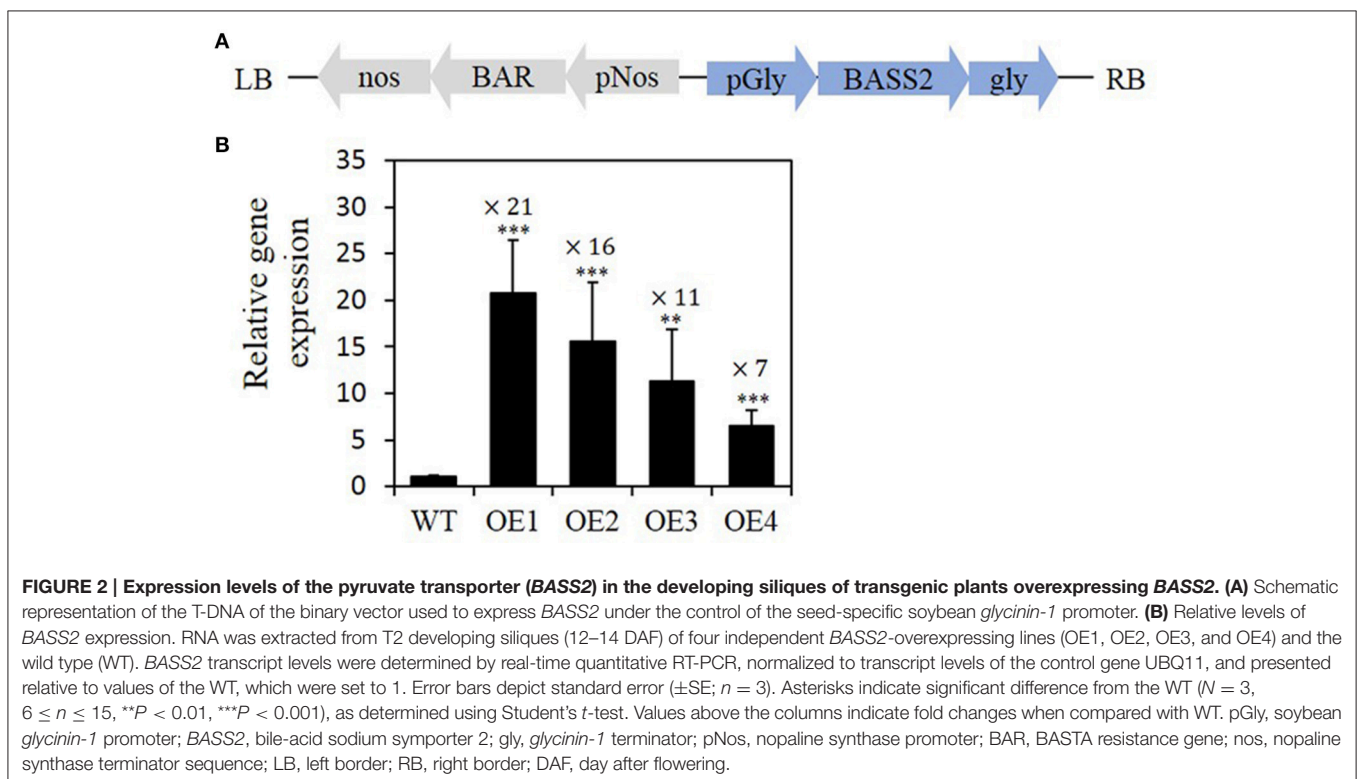 A
LB nos BAR pNos pGly BASS2 gly RB
B
Relative gene
expression
35
30
25
20
15
10
5
0
× 21
***
× 16
***
× 11
**
× 7
***
WT OE1 OE2 OE3 OE4
FIGURE 2 | Expression levels of the pyruvate transporter (BASS2) in the developing siliques of transgenic plants overexpressing BASS2. (A) Schematic
representation of the T-DNA of the binary vector used to express BASS2 under the control of the seed-specific soybean glycinin-1 promoter. (B) Relative levels of
BASS2 expression. RNA was extracted from T2 developing siliques (12–14 DAF) of four independent BASS2-overexpressing lines (OE1, OE2, OE3, and OE4) and the
wild type (WT). BASS2 transcript levels were determined by real-time quantitative RT-PCR, normalized to transcript levels of the control gene UBQ11, and presented
relative to values of the WT, which were set to 1. Error bars depict standard error (±SE; n = 3). Asterisks indicate significant difference from the WT (N = 3,
6 ≤ n ≤ 15, **P < 0.01, ***P < 0.001), as determined using Student's t-test. Values above the columns indicate fold changes when compared with WT. pGly, soybean
glycinin-1 promoter; BASS2, bile-acid sodium symporter 2; gly, glycinin-1 terminator; pNos, nopaline synthase promoter; BAR, BASTA resistance gene; nos, nopaline
synthase terminator sequence; LB, left border; RB, right border; DAF, day after flowering.